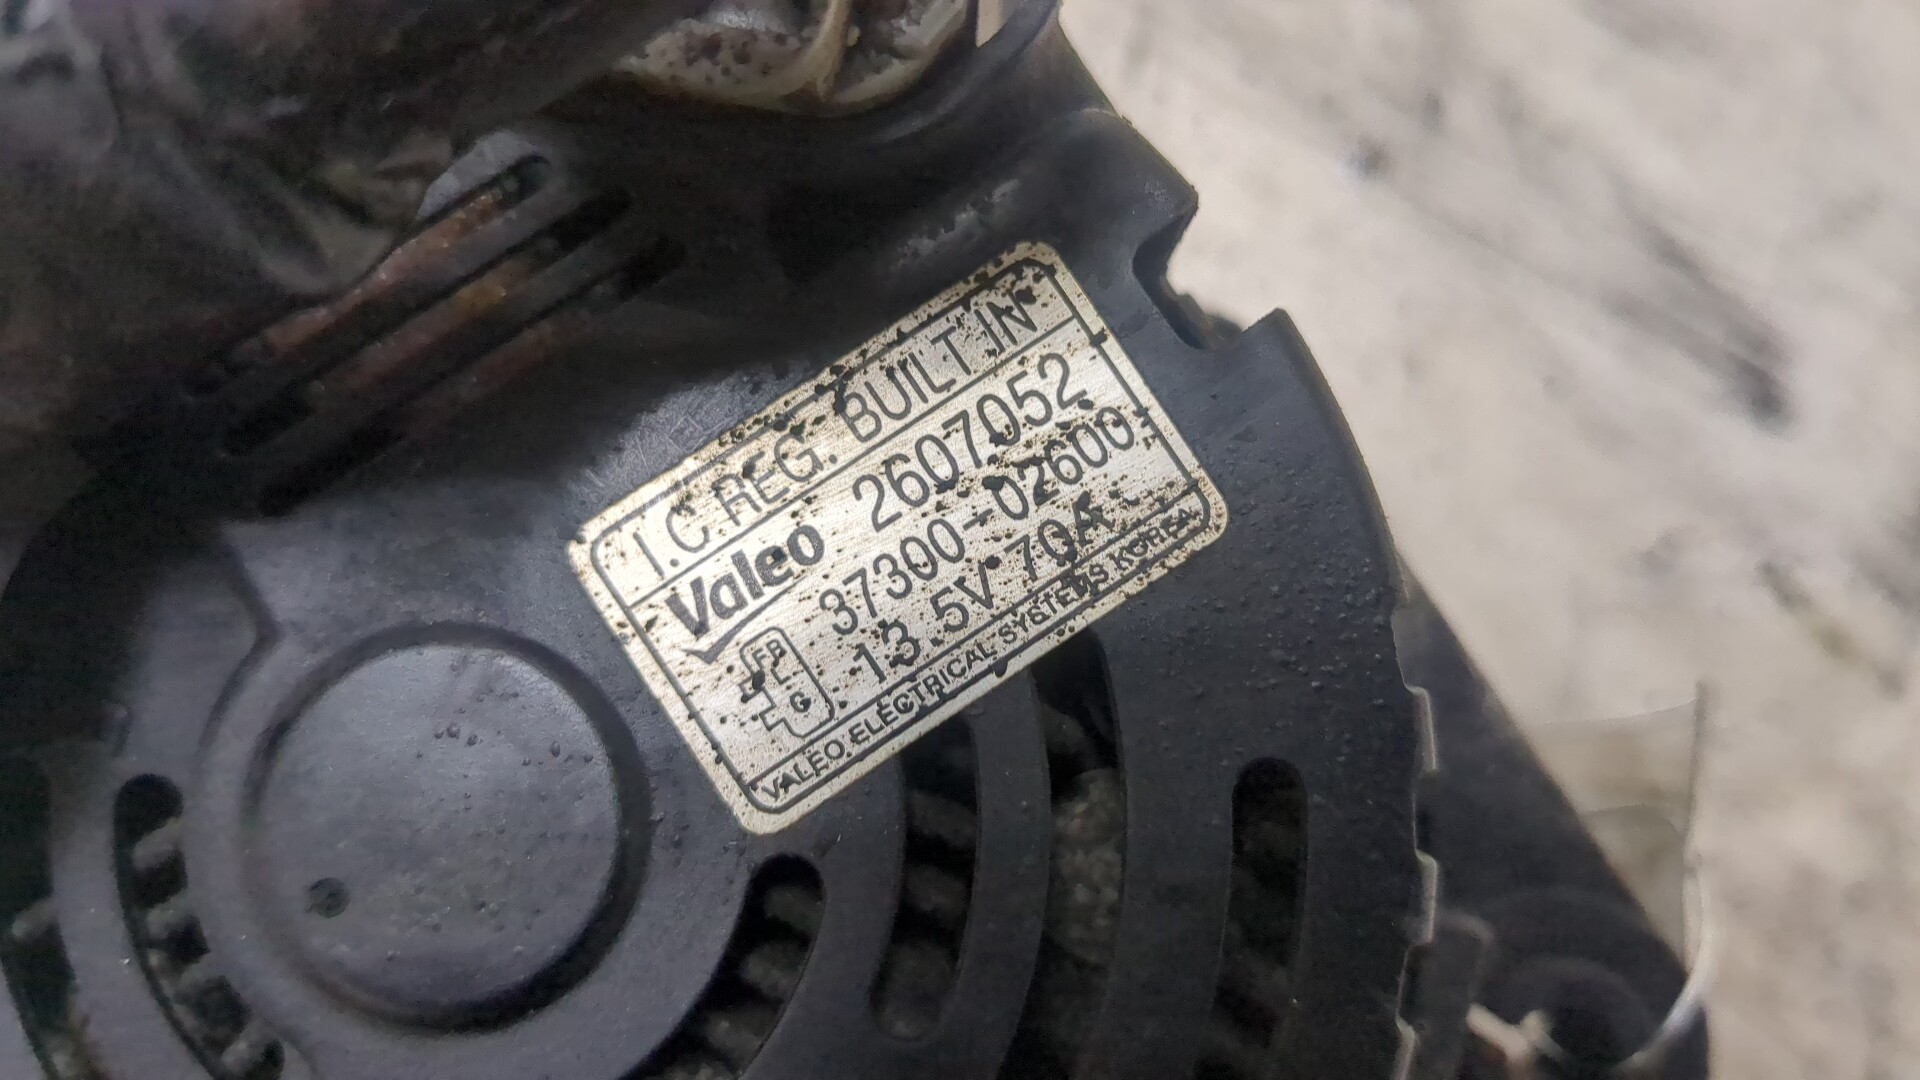 I.C REG. BUILT IN
Valeo 2607052
37300-02600
FB
L
G
13.5V 70A
VALEO ELECTRICAL SYSTEMS KOREA